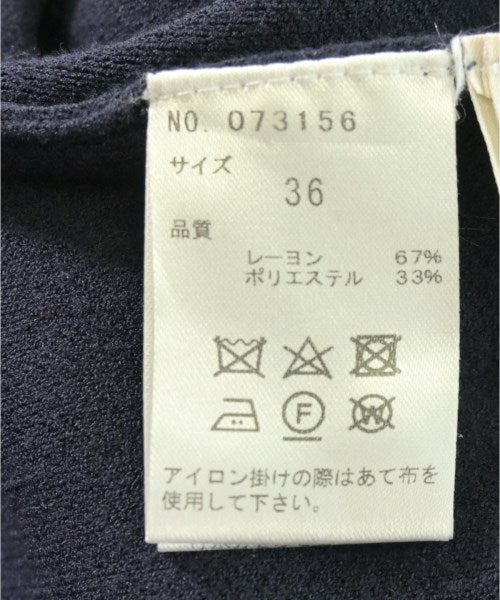 NO. 073156
サイズ
36
品質
レーヨン 67%
ポリエステル 33%
F W
アイロン掛けの際はあて布を
使用して下さい。